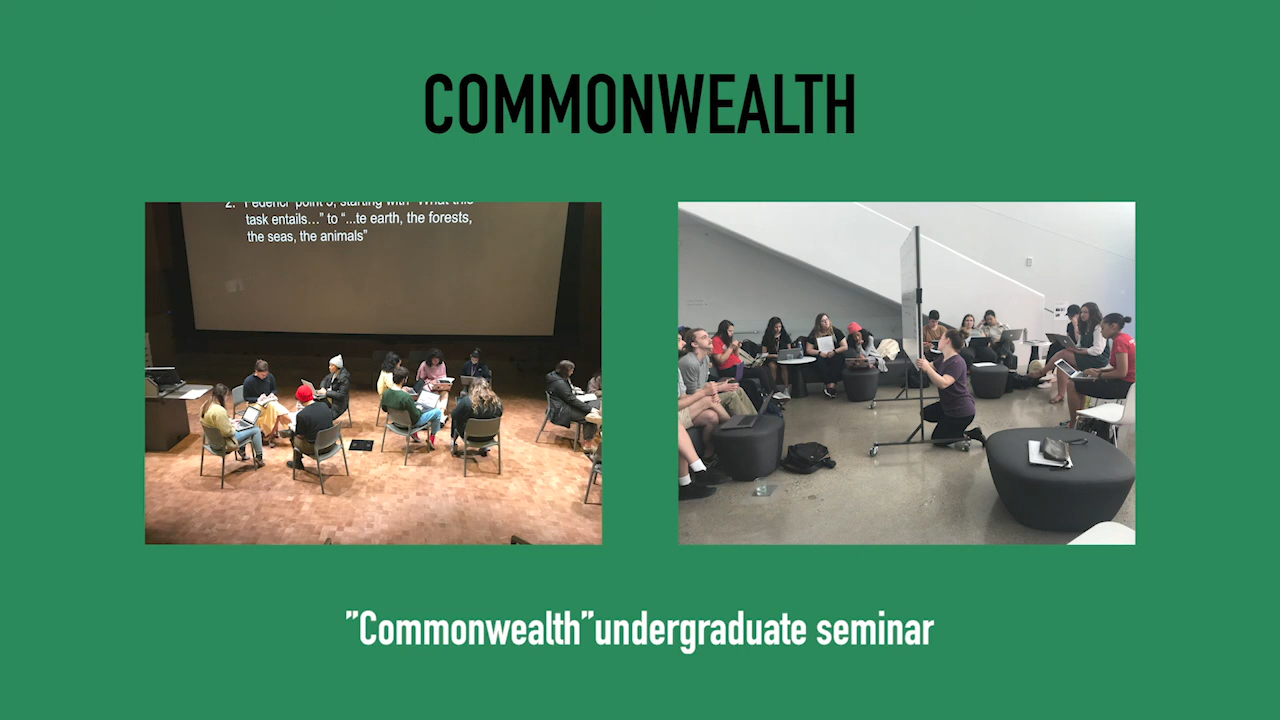 COMMONWEALTH
2. Federici point 5, starting with "What this
task entails…" to "...te earth, the forests,
the seas, the animals"
"Commonwealth"undergraduate seminar